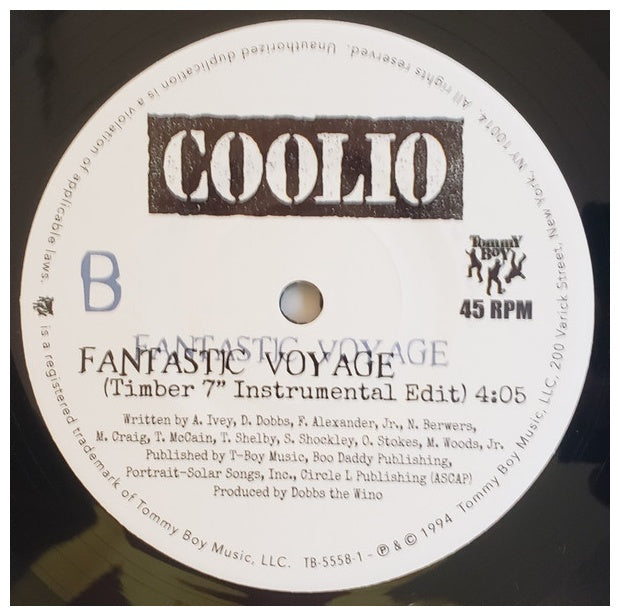 COOLIO
B
Tommy
Boy
45 RPM
FANTASTIC VOYAGE
FANTASTIC VOYAGE
(Timber 7" Instrumental Edit) 4:05
Written by A. Ivey, D. Dobbs, F. Alexander, Jr., N. Berwers,
M. Craig, T. McCain, T. Shelby, S. Shockley, O. Stokes, M. Woods, Jr.
Published by T-Boy Music, Boo Daddy Publishing,
Portrait-Solar Songs, Inc., Circle L Publishing (ASCAP)
Produced by Dobbs the Wino
TB-5558-1 - ℗ & © 1994 Tommy Boy Music, LLC, 200 Varick Street, New York, NY 10014. All rights reserved. Unauthorized duplication is a violation of applicable laws. is a registered trademark of Tommy Boy Music, LLC.